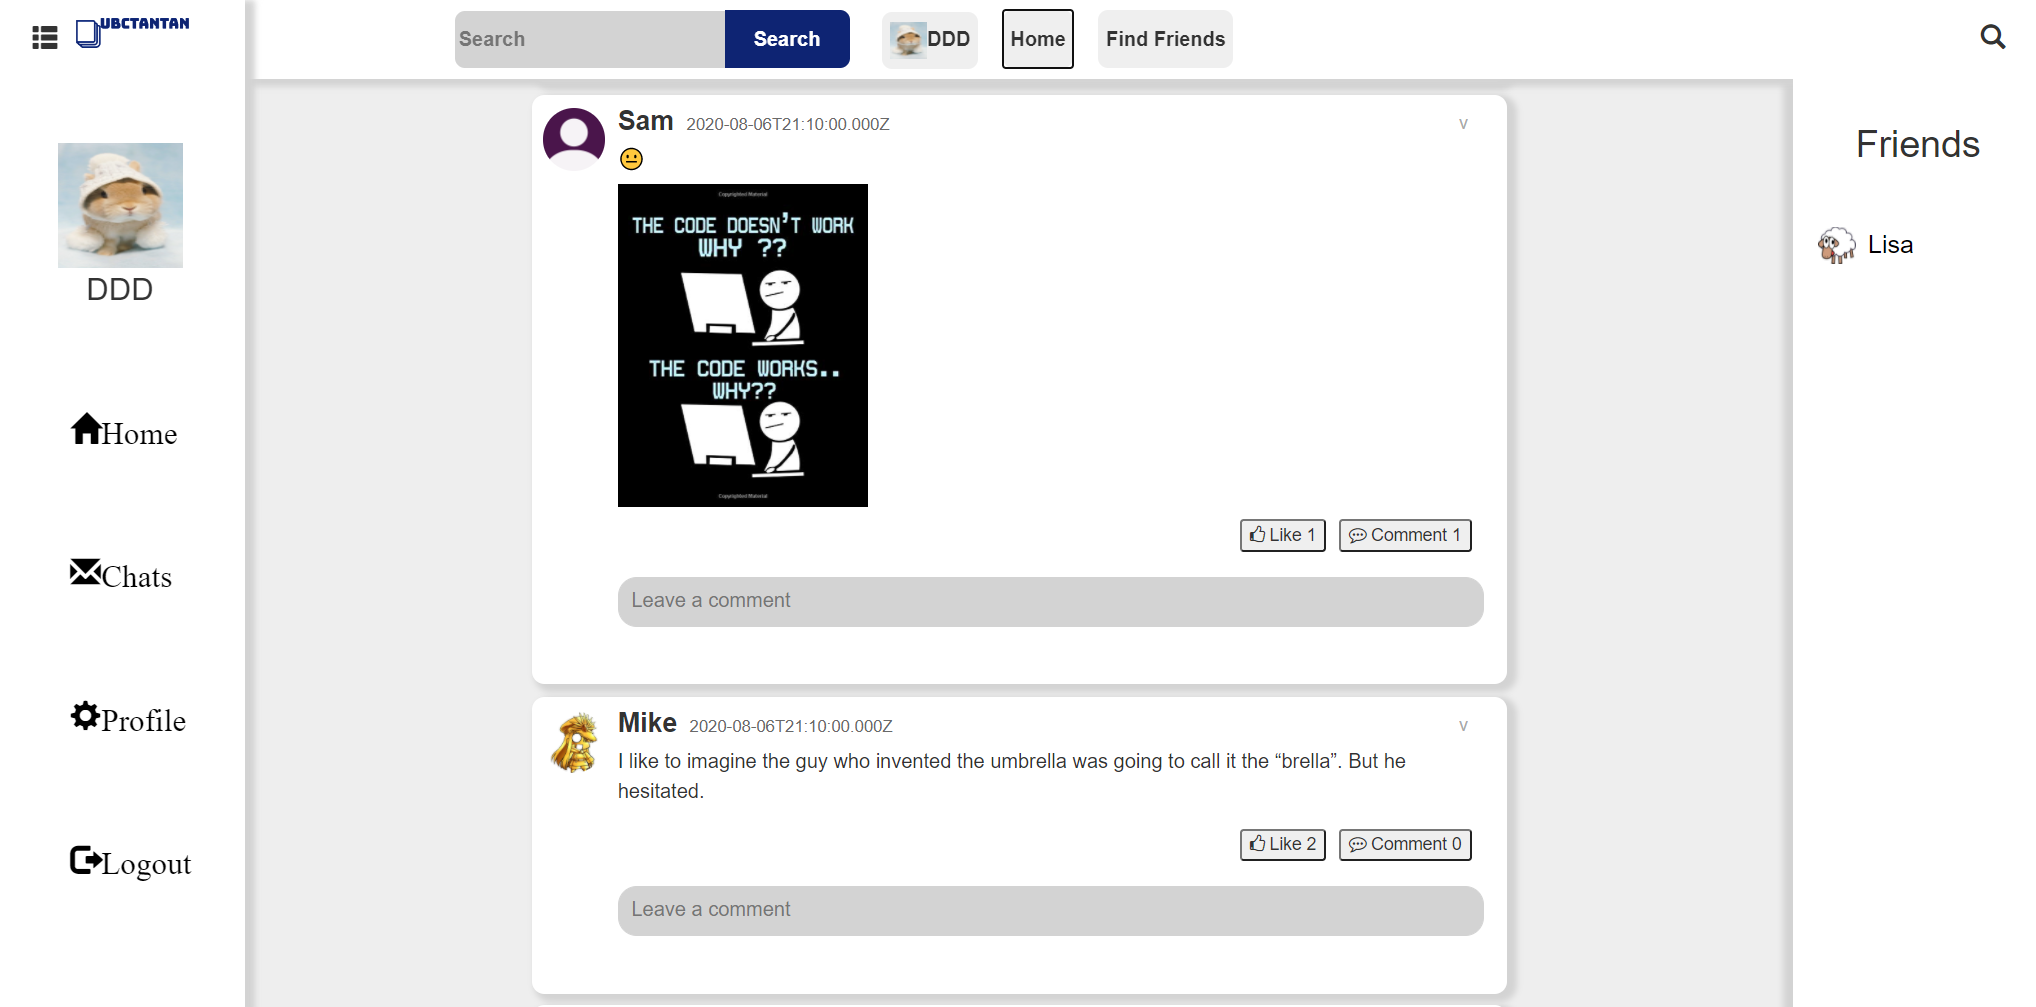 UBCTANTAN
Search
Search
DDD
Home
Find Friends
DDD
Home
Chats
Profile
Logout
Sam 2020-08-06T21:10:00.000Z v
Copyrighted Material
THE CODE DOESN'T WORK
WHY ??
THE CODE WORKS..
WHY??
Copyrighted Material
Like 1
Comment 1
Leave a comment
Mike 2020-08-06T21:10:00.000Z v
I like to imagine the guy who invented the umbrella was going to call it the “brella”. But he
hesitated.
Like 2
Comment 0
Leave a comment
Friends
Lisa